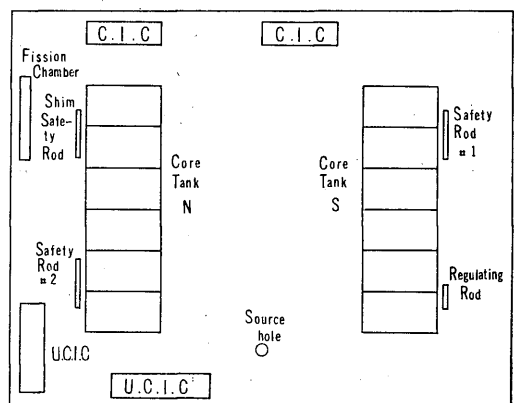 C.I.C
C.I.C
Fission
Chamber
Shim
Safe-
ty
Rod
Core
Tank
N
Core
Tank
S
Safety
Rod
#1
Safety
Rod
#2
Regulating
Rod
Source
hole
U.C.I.C
U.C.I.C